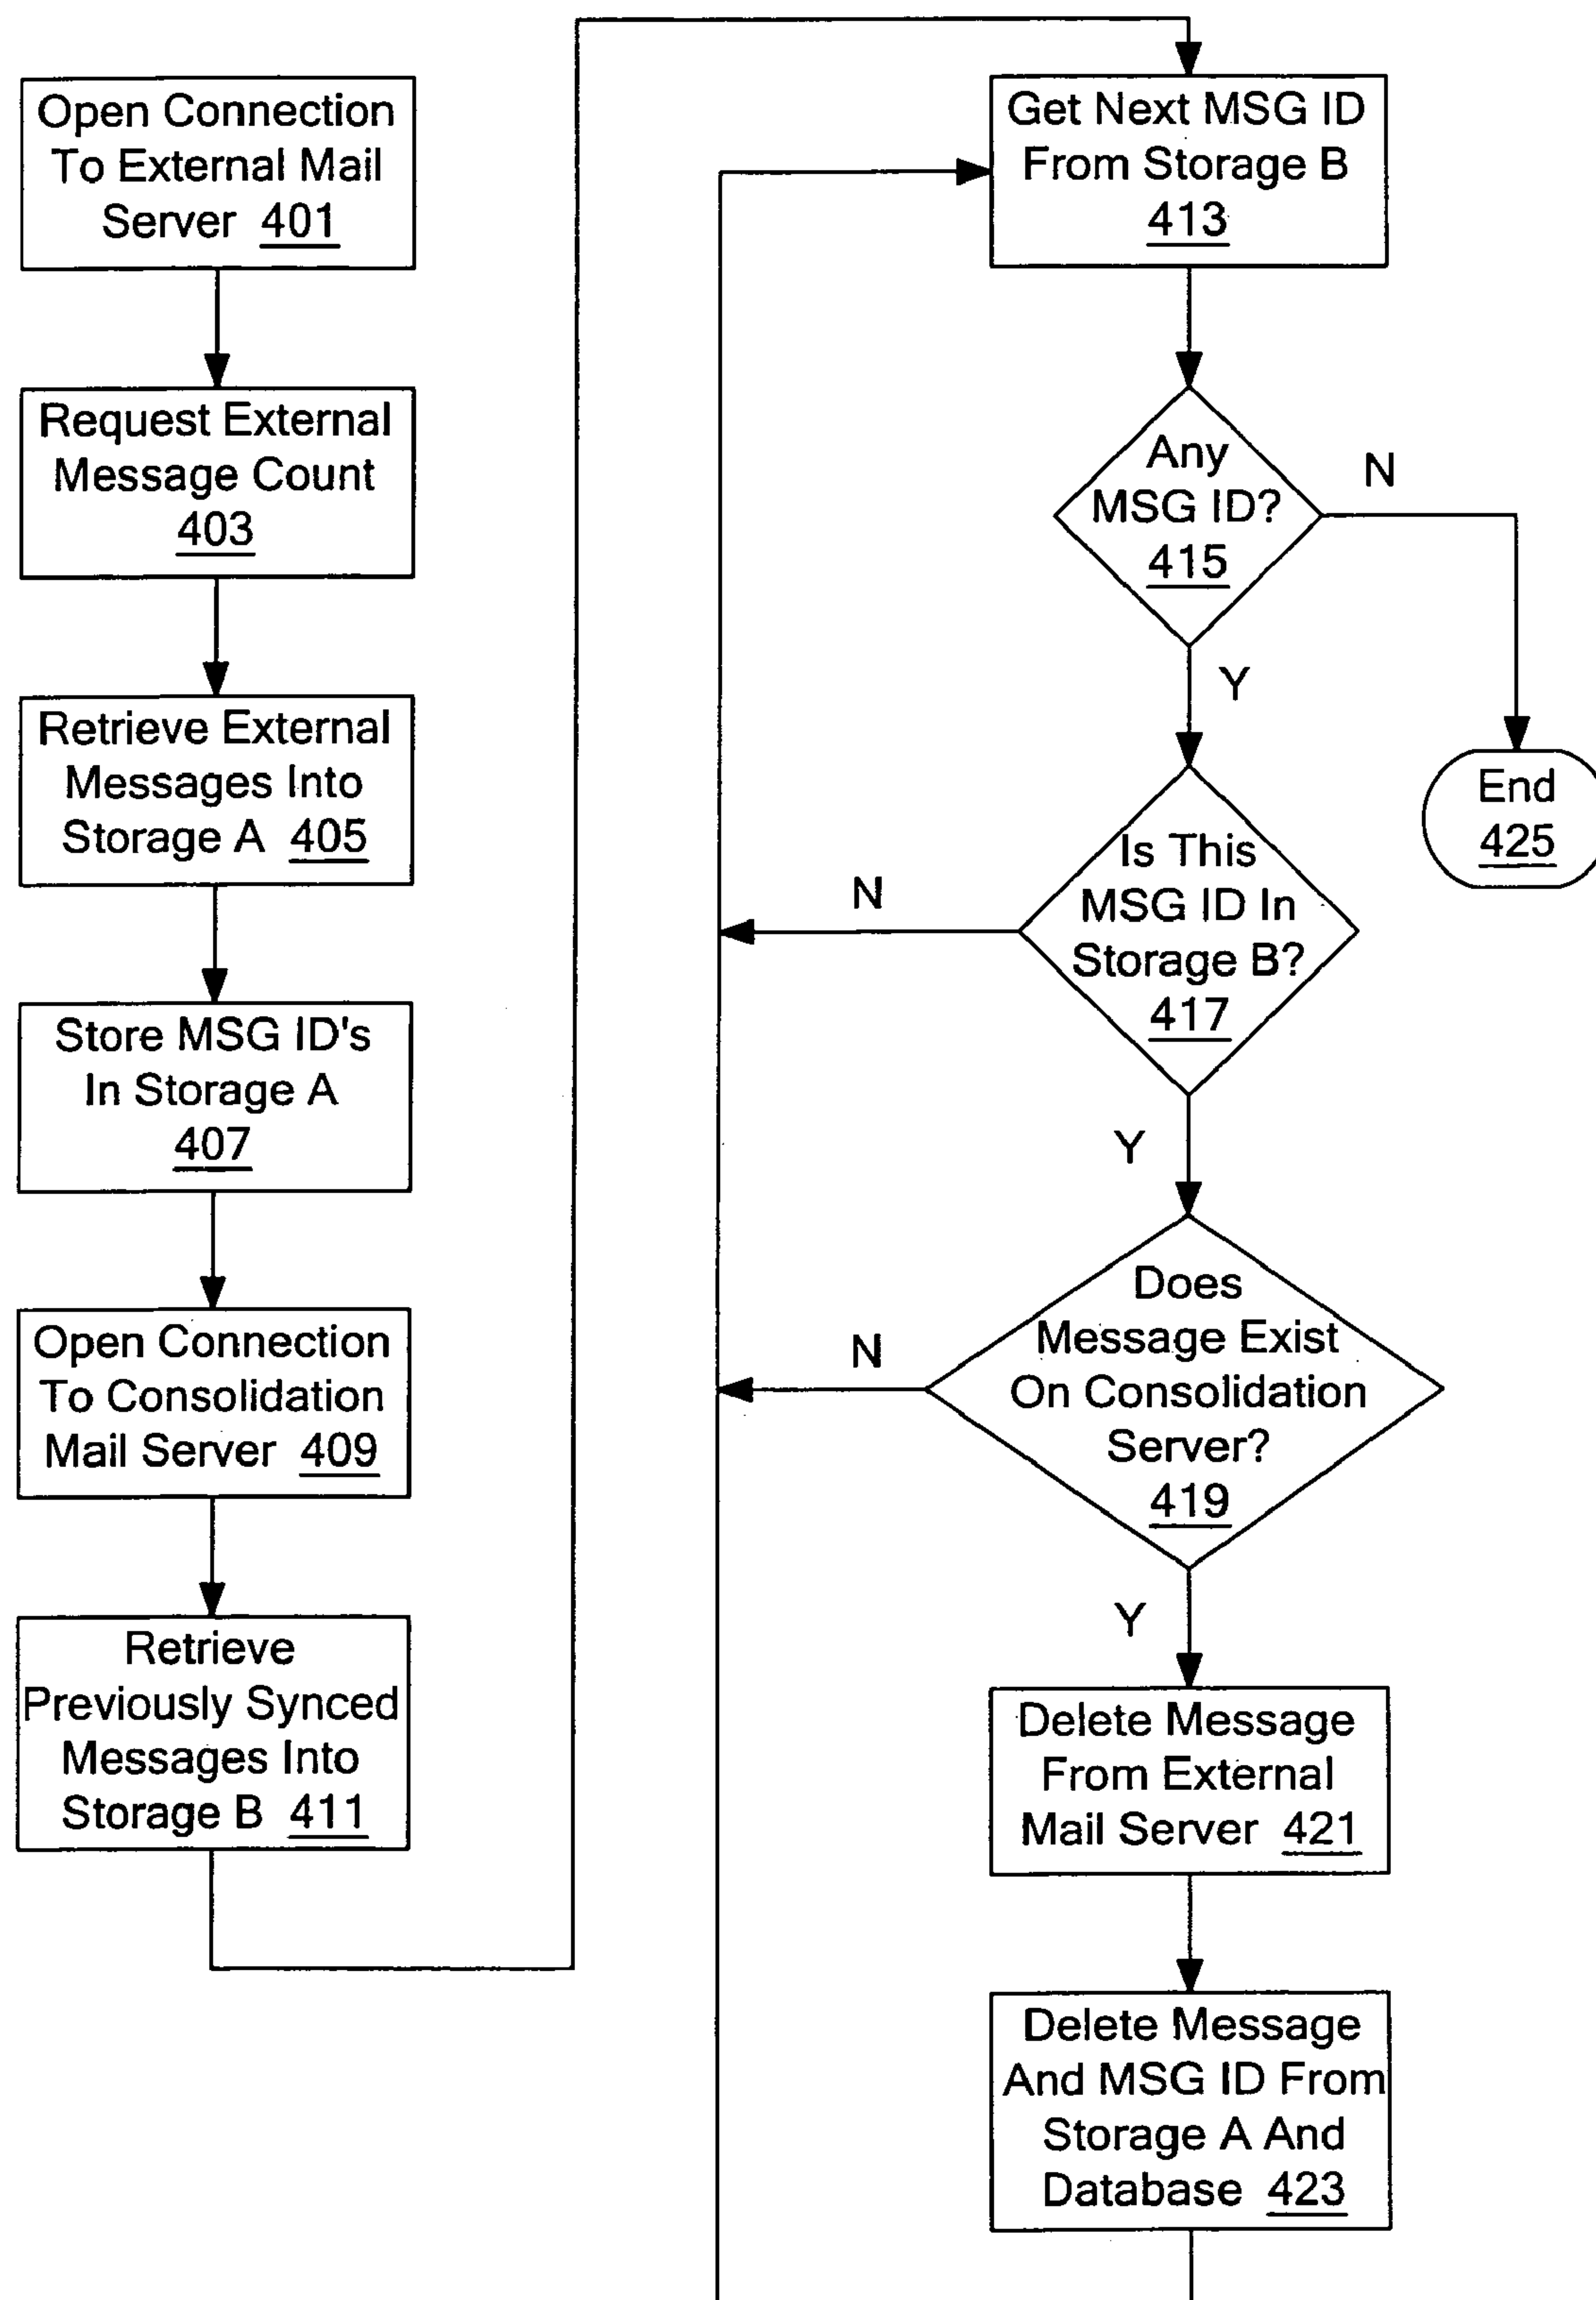 Open Connection
To External Mail
Server 401
Request External
Message Count
403
Retrieve External
Messages Into
Storage A 405
Store MSG ID's
In Storage A
407
Open Connection
To Consolidation
Mail Server 409
Retrieve
Previously Synced
Messages Into
Storage B 411
Get Next MSG ID
From Storage B
413
Any
MSG ID?
415
N
Y
End
425
Is This
MSG ID In
Storage B?
417
N
Y
Does
Message Exist
On Consolidation
Server?
419
N
Y
Delete Message
From External
Mail Server 421
Delete Message
And MSG ID From
Storage A And
Database 423